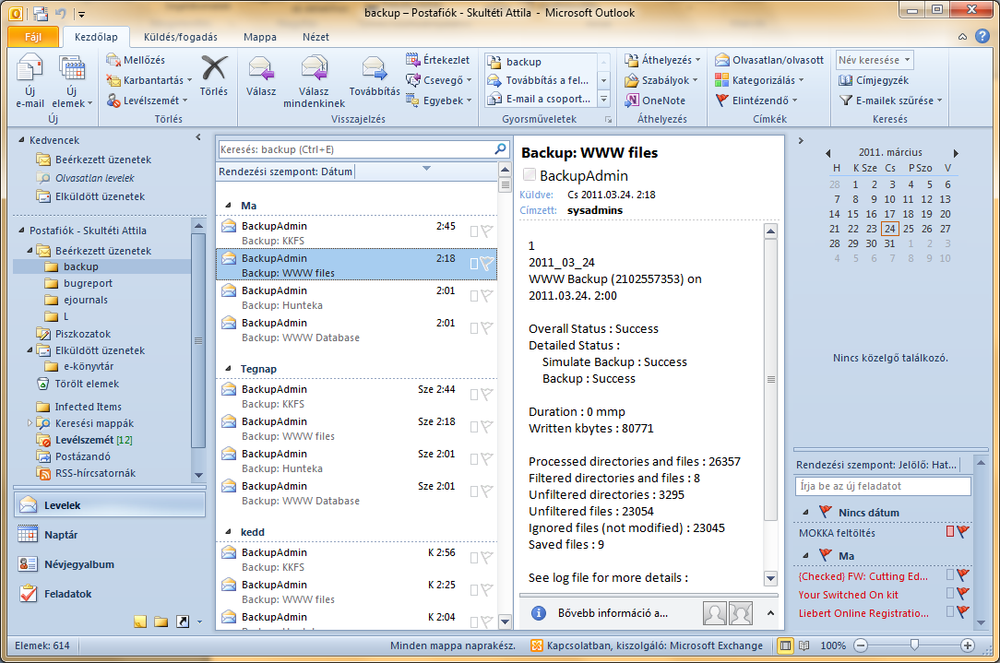 backup – Postafiók - Skultéti Attila - Microsoft Outlook
Fájl
Kezdőlap
Küldés/fogadás
Mappa
Nézet
Új e-mail
Új elemek
Új
Mellőzés
Karbantartás
Levélszemét
Törlés
Törlés
Válasz
Válasz mindenkinek
Továbbítás
Értekezlet
Csevegő
Egyebek
Visszajelzés
backup
Továbbítás a fel...
E-mail a csoport...
Gyorsműveletek
Áthelyezés
Szabályok
OneNote
Áthelyezés
Olvasatlan/olvasott
Kategorizálás
Elintézendő
Címkék
Név keresése
Címjegyzék
E-mailek szűrése
Keresés
Kedvencek
Beérkezett üzenetek
Olvasatlan levelek
Elküldött üzenetek
Postafiók - Skultéti Attila
Beérkezett üzenetek
backup
bugreport
ejournals
L
Piszkozatok
Elküldött üzenetek
e-könyvtár
Törölt elemek
Infected Items
Keresési mappák
Levélszemét [12]
Postázandó
RSS-hírcsatornák
Levelek
Naptár
Névjegyalbum
Feladatok
Keresés: backup (Ctrl+E)
Rendezési szempont: Dátum
Ma
BackupAdmin 2:45
Backup: KKFS
BackupAdmin 2:18
Backup: WWW files
BackupAdmin 2:01
Backup: Hunteka
BackupAdmin 2:01
Backup: WWW Database
Tegnap
BackupAdmin Sze 2:44
Backup: KKFS
BackupAdmin Sze 2:18
Backup: WWW files
BackupAdmin Sze 2:01
Backup: Hunteka
BackupAdmin Sze 2:01
Backup: WWW Database
kedd
BackupAdmin K 2:56
Backup: KKFS
BackupAdmin K 2:25
Backup: WWW files
BackupAdmin K 2:04
Backup: WWW files
BackupAdmin
Küldve: Cs 2011.03.24. 2:18
Címzett: sysadmins
1
2011_03_24
WWW Backup (2102557353) on
2011.03.24. 2:00
Overall Status : Success
Detailed Status :
Simulate Backup : Success
Backup : Success
Duration : 0 mmp
Written kbytes : 80771
Processed directories and files : 26357
Filtered directories and files : 8
Unfiltered directories : 3295
Unfiltered files : 23054
Ignored files (not modified) : 23045
Saved files : 9
See log file for more details :
Bővebb információ a...
2011. március
H K Sze Cs P Szo V
28 1 2 3 4 5 6
7 8 9 10 11 12 13
14 15 16 17 18 19 20
21 22 23 24 25 26 27
28 29 30 31 1 2 3
4 5 6 7 8 9 10
Nincs közelgő találkozó.
Rendezési szempont: Jelölő: Hat...
Írja be az új feladatot
Nincs dátum
MOKKA feltöltés
Ma
{Checked} FW: Cutting Ed...
Your Switched On kit
Liebert Online Registratio...
Elemek: 614
Minden mappa naprakész.
Kapcsolatban, kiszolgáló: Microsoft Exchange
100%